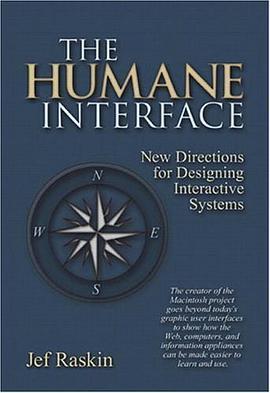 THE
HUMANE
INTERFACE
New Directions
for Designing
Interactive
Systems
N
W
E
S
The creator of the
Macintosh project
goes beyond today's
graphic user interfaces
to show how the
Web, computers, and
information appliances
can be made easier to
learn and use.
Jef Raskin